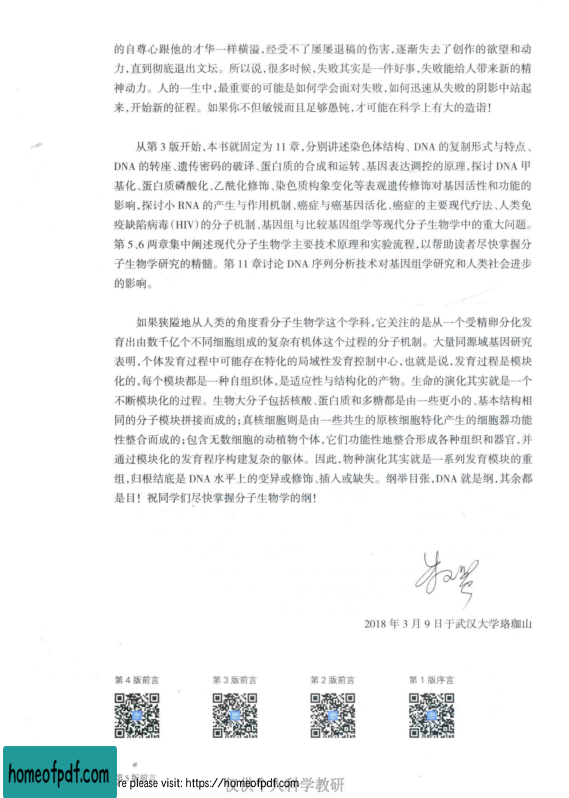 的自尊心跟他的才华一样横溢,经受不了屡屡退稿的伤害,逐渐失去了创作的欲望和动
力,直到彻底退出文坛。所以说,很多时候,失败其实是一件好事,失败能给人带来新的精
神动力。人的一生中,最重要的可能是如何学会面对失败,如何迅速从失败的阴影中站起
来,开始新的征程。如果你不但敏锐而且足够愚钝,才可能在科学上有大的造诣!
从第 3 版开始,本书就固定为 11 章,分别讲述染色体结构、DNA 的复制形式与特点、
DNA 的转座、遗传密码的破译、蛋白质的合成和运转、基因表达调控的原理,探讨 DNA 甲
基化、蛋白质磷酸化、乙酰化修饰、染色质构象变化等表观遗传修饰对基因活性和功能的
影响,探讨小 RNA 的产生与作用机制、癌症与癌基因活化、癌症的主要现代疗法、人类免
疫缺陷病毒(HIV)的分子机制、基因组与比较基因组学等现代分子生物学中的重大问题。
第 5、6 两章集中阐述现代分子生物学主要技术原理和实验流程,以帮助读者尽快掌握分
子生物学研究的精髓。第 11 章讨论 DNA 序列分析技术对基因组学研究和人类社会进步
的影响。
如果狭隘地从人类的角度看分子生物学这个学科,它关注的是从一个受精卵分化发
育出由数千亿个不同细胞组成的复杂有机体这个过程的分子机制。大量同源域基因研究
表明,个体发育过程中可能存在特化的局域性发育控制中心,也就是说,发育过程是模块
化的,每个模块都是一种自组织体,是适应性与结构化的产物。生命的演化其实就是一个
不断模块化的过程。生物大分子包括核酸、蛋白质和多糖都是由一些更小的、基本结构相
同的分子模块拼接而成的;真核细胞则是由一些共生的原核细胞特化产生的细胞器功能
性整合而成的;包含无数细胞的动植物个体,它们功能性地整合形成各种组织和器官,并
通过模块化的发育程序构建复杂的躯体。因此,物种演化其实就是一系列发育模块的重
组,归根结底是 DNA 水平上的变异或修饰、插入或缺失。纲举目张,DNA 就是纲,其余都
是目!祝同学们尽快掌握分子生物学的纲!
2018 年 3 月 9 日于武汉大学珞珈山
第 4 版前言 第 3 版前言 第 2 版前言 第 1 版序言
homeofpdf.com
re please visit: https://homeofpdf.com
科学教研